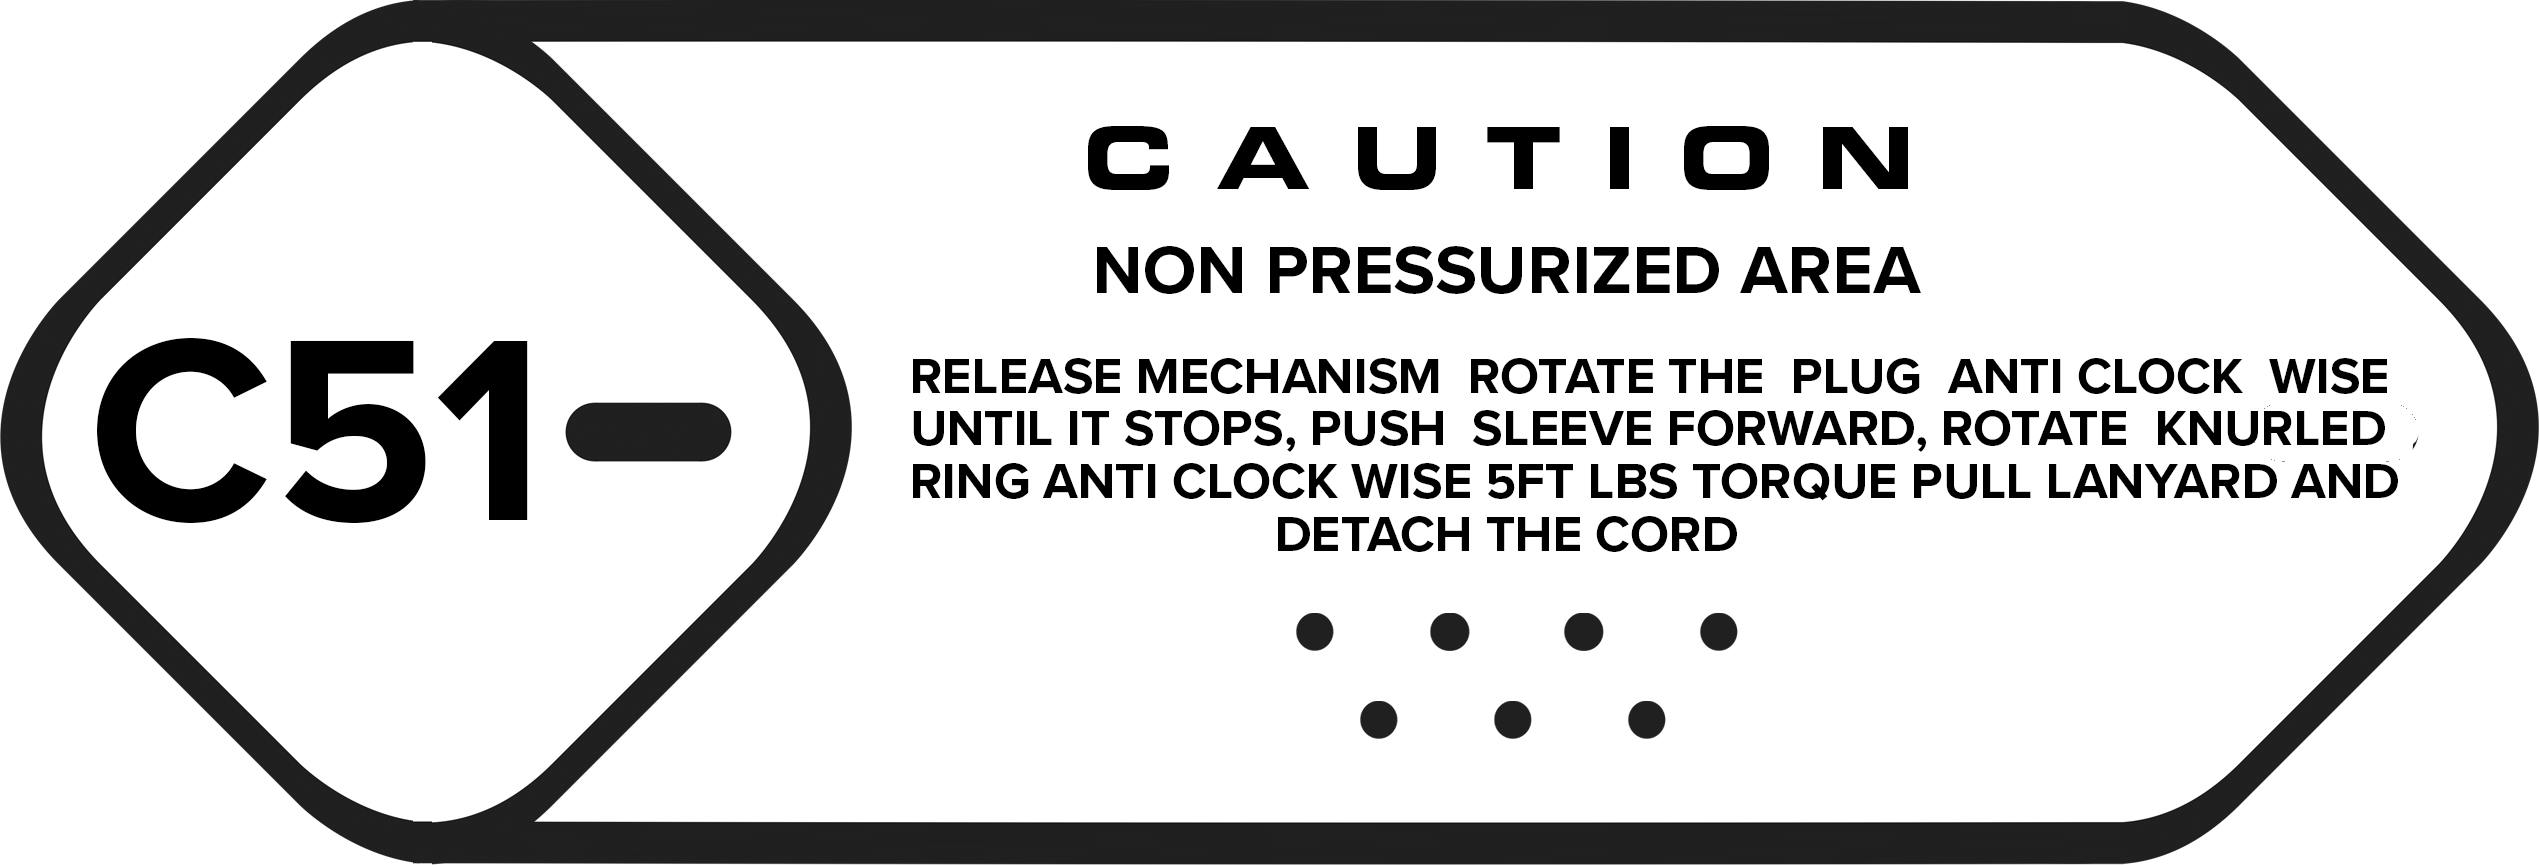 CAUTION
NON PRESSURIZED AREA
C51-
RELEASE MECHANISM ROTATE THE PLUG ANTI CLOCK WISE
UNTIL IT STOPS, PUSH SLEEVE FORWARD, ROTATE KNURLED
RING ANTI CLOCK WISE 5FT LBS TORQUE PULL LANYARD AND
DETACH THE CORD